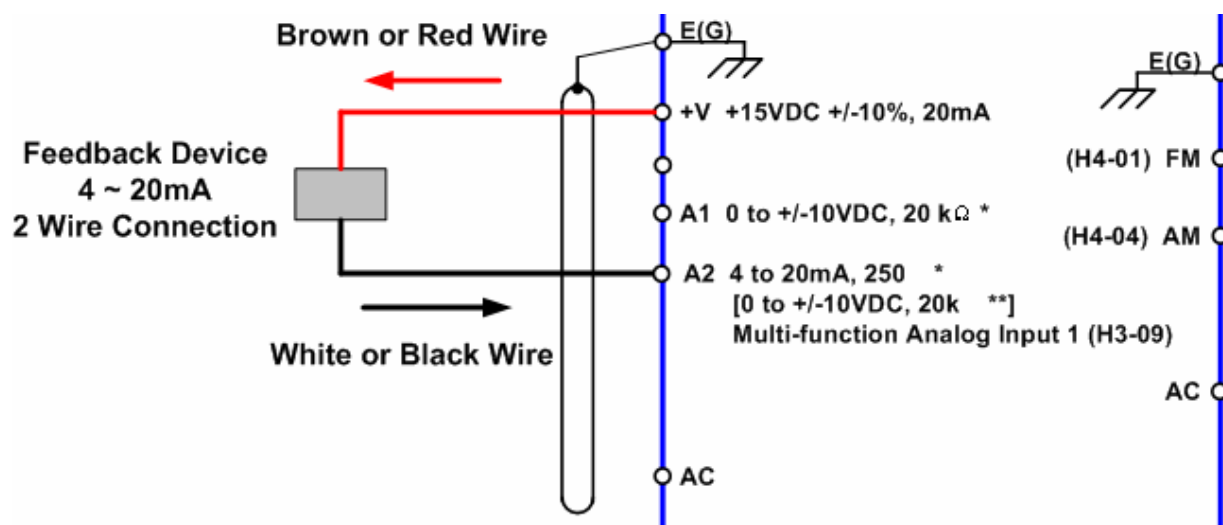 Brown or Red Wire
E(G)
+V +15VDC +/-10%, 20mA
Feedback Device
4 ~ 20mA
2 Wire Connection
A1 0 to +/-10VDC, 20 kΩ *
A2 4 to 20mA, 250 *
[0 to +/-10VDC, 20k **]
Multi-function Analog Input 1 (H3-09)
White or Black Wire
AC
E(G)
(H4-01) FM
(H4-04) AM
AC